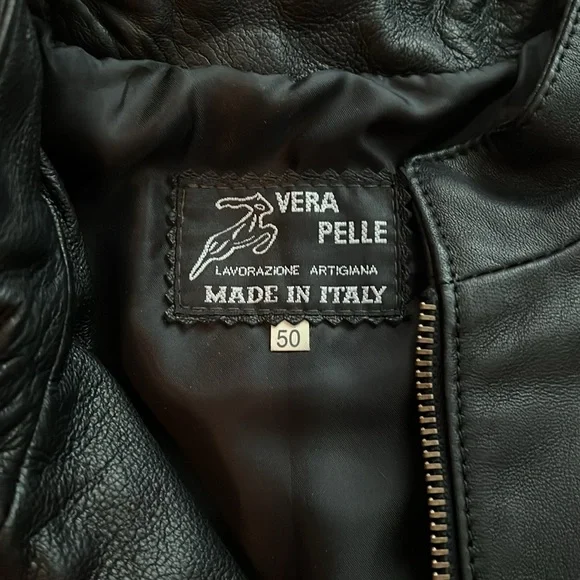 VERA
PELLE
LAVORAZIONE ARTIGIANA
MADE IN ITALY
50